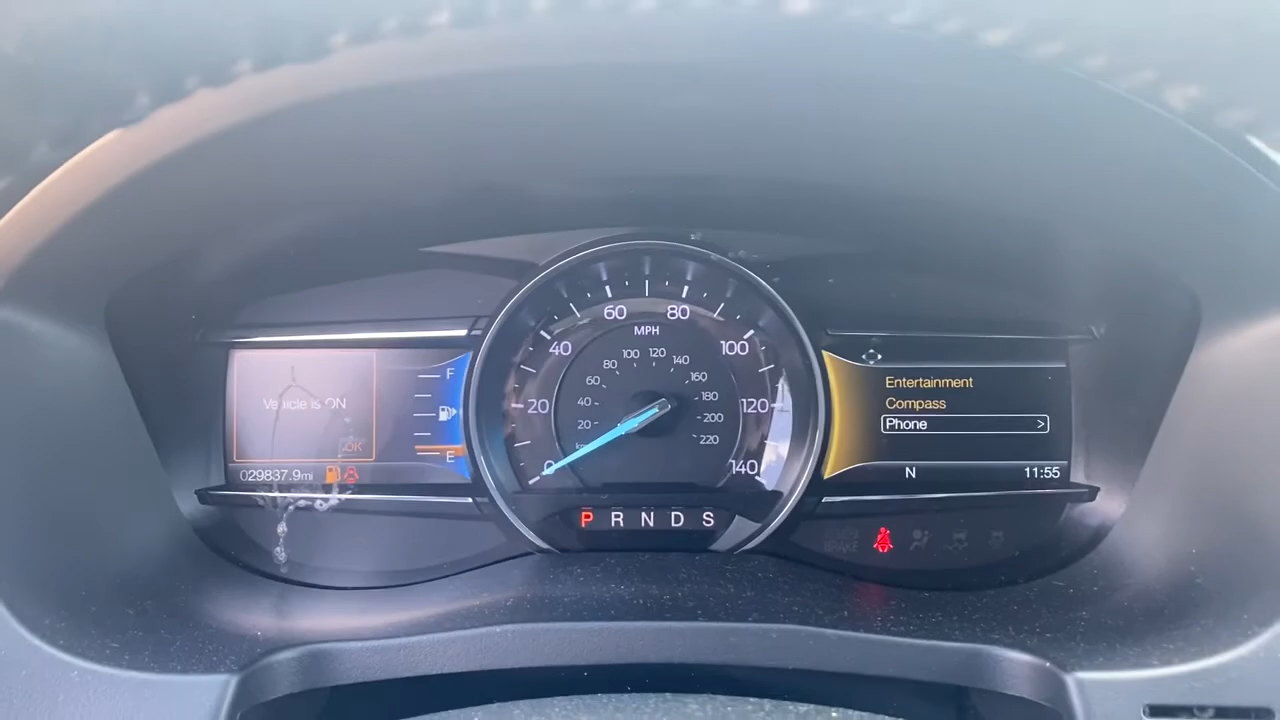 Vehicle is ON
OK
029837.9mi
F
E
0
20
40
60
80
100
120
140
MPH
20
40
60
80
100
120
140
160
180
200
220
P R N D S
Entertainment
Compass
Phone >
N
11:55